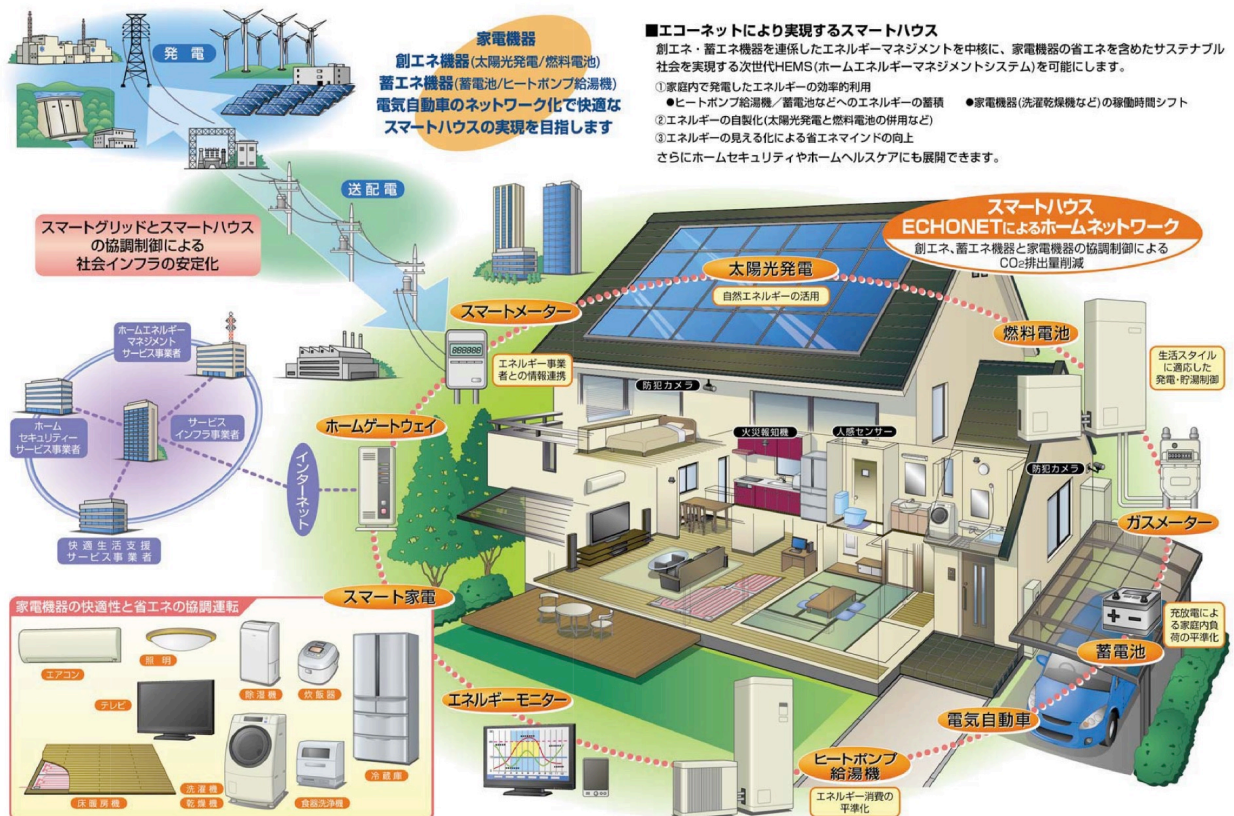 発電
家電機器
創エネ機器(太陽光発電/燃料電池)
蓄エネ機器(蓄電池/ヒートポンプ給湯機)
電気自動車のネットワーク化で快適な
スマートハウスの実現を目指します
■エコーネットにより実現するスマートハウス
創エネ・蓄エネ機器を連係したエネルギーマネジメントを中核に、家電機器の省エネを含めたサステナブル
社会を実現する次世代HEMS(ホームエネルギーマネジメントシステム)を可能にします。
①家庭内で発電したエネルギーの効率的利用
●ヒートポンプ給湯機/蓄電池などへのエネルギーの蓄積 ●家電機器(洗濯乾燥機など)の稼働時間シフト
②エネルギーの自製化(太陽光発電と燃料電池の併用など)
③エネルギーの見える化による省エネマインドの向上
さらにホームセキュリティやホームヘルスケアにも展開できます。
送配電
スマートグリッドとスマートハウス
の協調制御による
社会インフラの安定化
スマートハウス
ECHONETによるホームネットワーク
創エネ、蓄エネ機器と家電機器の協調制御による
CO2排出量削減
太陽光発電
自然エネルギーの活用
スマートメーター
エネルギー事業
者との情報連携
燃料電池
生活スタイル
に適応した
発電・貯湯制御
ホームエネルギー
マネジメント
サービス事業者
ホーム
セキュリティー
サービス事業者
サービス
インフラ事業者
快適生活支援
サービス事業者
インターネット
ホームゲートウェイ
防犯カメラ
火災報知機
人感センサー
防犯カメラ
ガスメーター
充放電によ
る家庭内負
荷の平準化
蓄電池
電気自動車
ヒートポンプ
給湯機
エネルギー消費の
平準化
エネルギーモニター
スマート家電
家電機器の快適性と省エネの協調運転
エアコン
照明
除湿機
炊飯器
テレビ
冷蔵庫
床暖房機
洗濯機
乾燥機
食器洗浄機